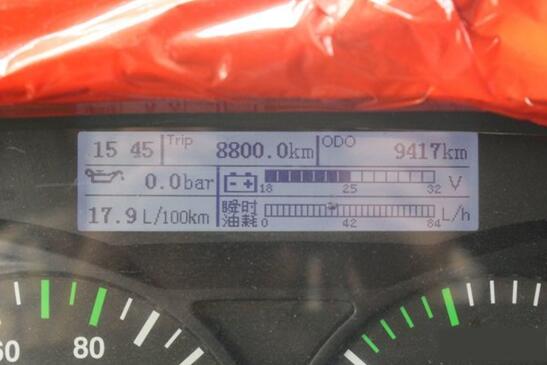 15 45 Trip 8800.0km ODO 9417km
0.0bar 18 25 32 V
17.9 L/100km 瞬时油耗 0 42 84 L/h
80